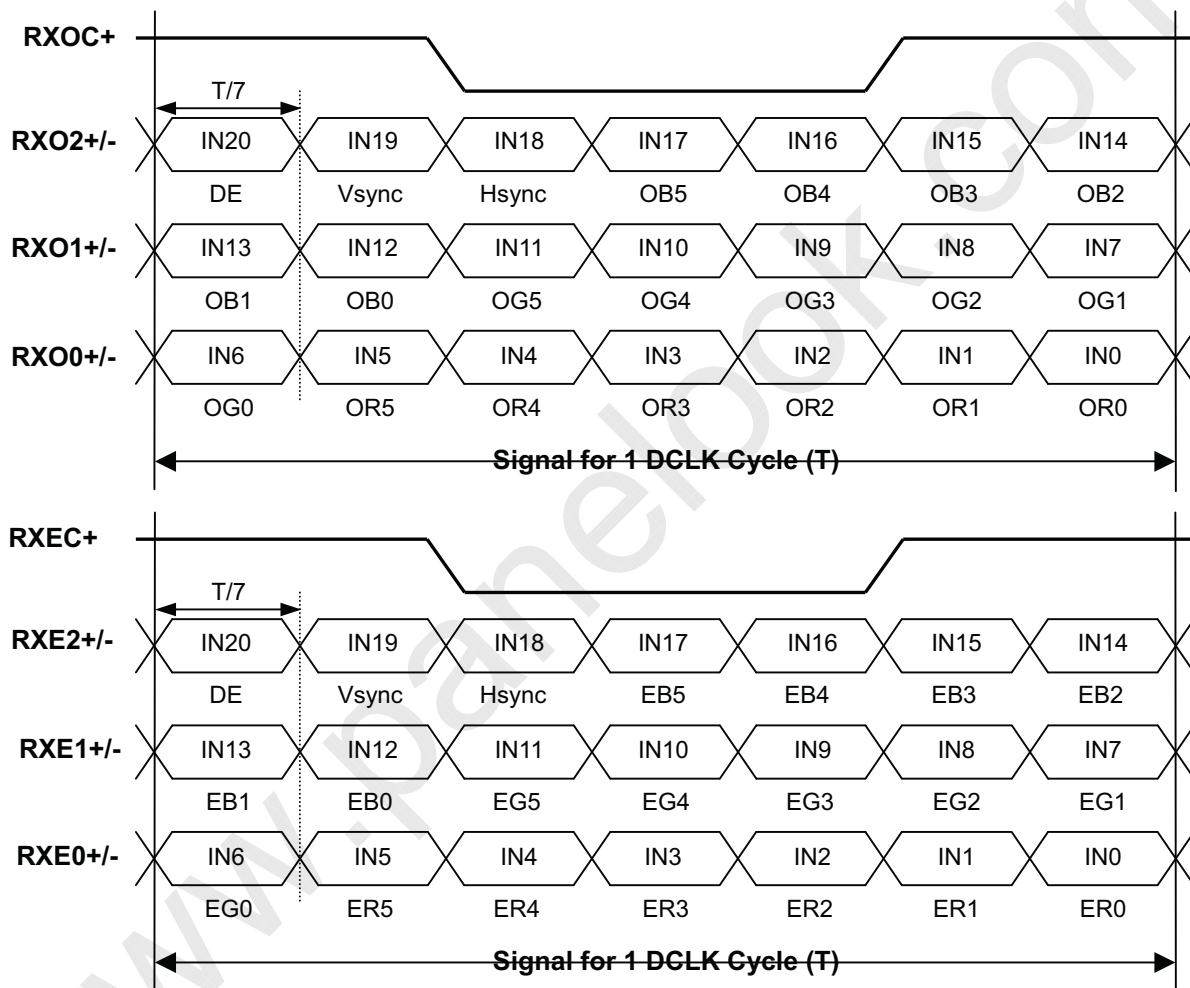 RXOC+
T/7
RXO2+/- IN20 IN19 IN18 IN17 IN16 IN15 IN14
DE Vsync Hsync OB5 OB4 OB3 OB2
RXO1+/- IN13 IN12 IN11 IN10 IN9 IN8 IN7
OB1 OB0 OG5 OG4 OG3 OG2 OG1
RXO0+/- IN6 IN5 IN4 IN3 IN2 IN1 IN0
OG0 OR5 OR4 OR3 OR2 OR1 OR0
Signal for 1 DCLK Cycle (T)
RXEC+
T/7
RXE2+/- IN20 IN19 IN18 IN17 IN16 IN15 IN14
DE Vsync Hsync EB5 EB4 EB3 EB2
RXE1+/- IN13 IN12 IN11 IN10 IN9 IN8 IN7
EB1 EB0 EG5 EG4 EG3 EG2 EG1
RXE0+/- IN6 IN5 IN4 IN3 IN2 IN1 IN0
EG0 ER5 ER4 ER3 ER2 ER1 ER0
Signal for 1 DCLK Cycle (T)
www.panelook.com